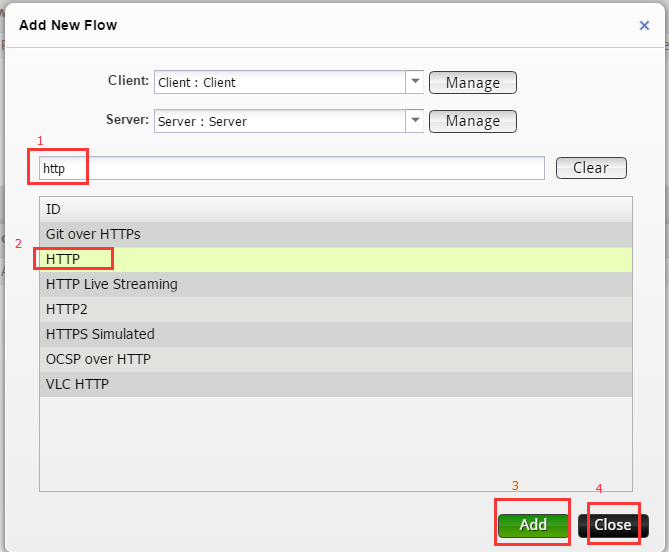 Add New Flow
Client: Client : Client Manage
Server: Server : Server Manage
1
http Clear
ID
Git over HTTPs
2
HTTP
HTTP Live Streaming
HTTP2
HTTPS Simulated
OCSP over HTTP
VLC HTTP
3 4
Add Close